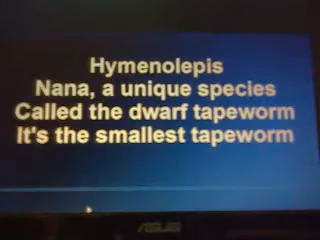 Hymenolepis
Nana, a unique species
Called the dwarf tapeworm
It's the smallest tapeworm
ASUS